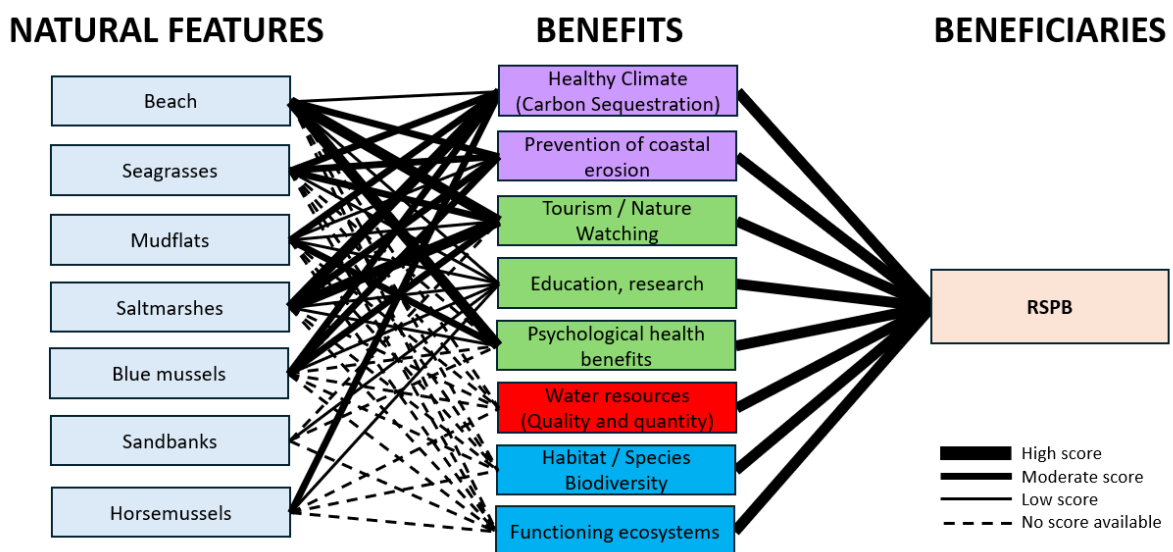 NATURAL FEATURES
BENEFITS
BENEFICIARIES
Beach
Seagrasses
Mudflats
Saltmarshes
Blue mussels
Sandbanks
Horsemussels
Healthy Climate
(Carbon Sequestration)
Prevention of coastal
erosion
Tourism / Nature
Watching
Education, research
Psychological health
benefits
Water resources
(Quality and quantity)
Habitat / Species
Biodiversity
Functioning ecosystems
RSPB
High score
Moderate score
Low score
No score available